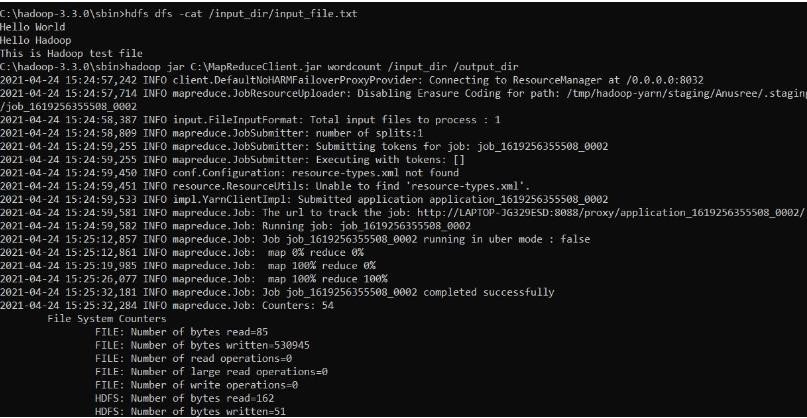 C:\hadoop-3.3.0\sbin>hdfs dfs -cat /input_dir/input_file.txt
Hello World
Hello Hadoop
This is Hadoop test file
C:\hadoop-3.3.0\sbin>hadoop jar C:\MapReduceClient.jar wordcount /input_dir /output_dir
2021-04-24 15:24:57,242 INFO client.DefaultNoHARMFailoverProxyProvider: Connecting to ResourceManager at /0.0.0.0:8032
2021-04-24 15:24:57,714 INFO mapreduce.JobResourceUploader: Disabling Erasure Coding for path: /tmp/hadoop-yarn/staging/Anusree/.staging
/job_1619256355508_0002
2021-04-24 15:24:58,387 INFO input.FileInputFormat: Total input files to process : 1
2021-04-24 15:24:58,809 INFO mapreduce.JobSubmitter: number of splits:1
2021-04-24 15:24:59,255 INFO mapreduce.JobSubmitter: Submitting tokens for job: job_1619256355508_0002
2021-04-24 15:24:59,255 INFO mapreduce.JobSubmitter: Executing with tokens: []
2021-04-24 15:24:59,450 INFO conf.Configuration: resource-types.xml not found
2021-04-24 15:24:59,451 INFO resource.ResourceUtils: Unable to find 'resource-types.xml'.
2021-04-24 15:24:59,533 INFO impl.YarnClientImpl: Submitted application application_1619256355508_0002
2021-04-24 15:24:59,581 INFO mapreduce.Job: The url to track the job: http://LAPTOP-JG329ESD:8088/proxy/application_1619256355508_0002/
2021-04-24 15:24:59,582 INFO mapreduce.Job: Running job: job_1619256355508_0002
2021-04-24 15:25:12,857 INFO mapreduce.Job: Job job_1619256355508_0002 running in uber mode : false
2021-04-24 15:25:12,861 INFO mapreduce.Job:  map 0% reduce 0%
2021-04-24 15:25:19,985 INFO mapreduce.Job:  map 100% reduce 0%
2021-04-24 15:25:26,077 INFO mapreduce.Job:  map 100% reduce 100%
2021-04-24 15:25:32,181 INFO mapreduce.Job: Job job_1619256355508_0002 completed successfully
2021-04-24 15:25:32,284 INFO mapreduce.Job: Counters: 54
File System Counters
FILE: Number of bytes read=85
FILE: Number of bytes written=530945
FILE: Number of read operations=0
FILE: Number of large read operations=0
FILE: Number of write operations=0
HDFS: Number of bytes read=162
HDFS: Number of bytes written=51